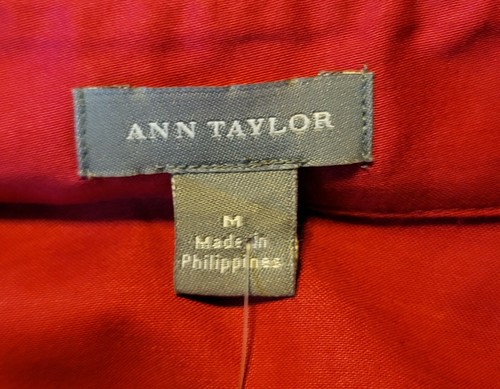 ANN TAYLOR
M
Made in
Philippines